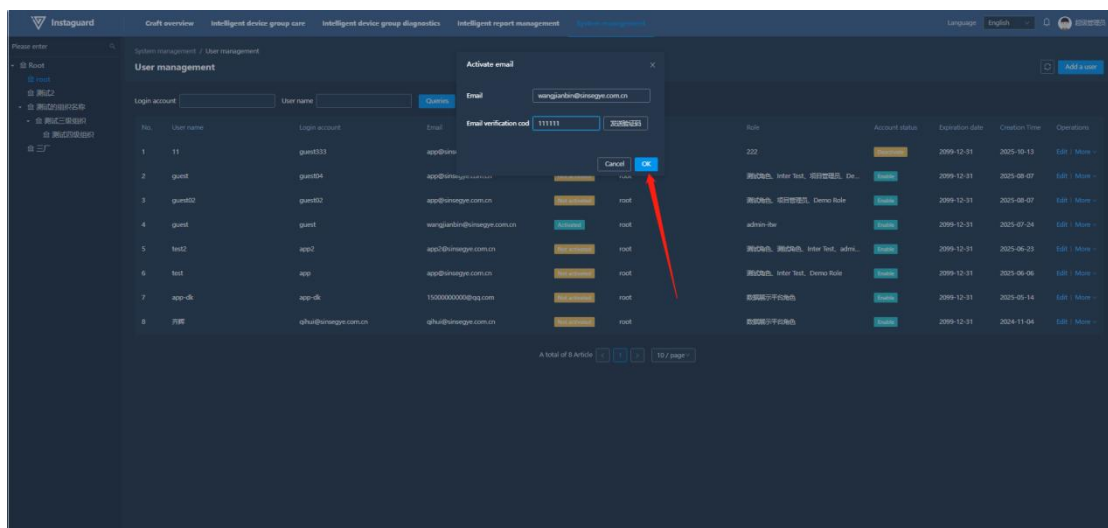 Instaguard Craft overview Intelligent device group care Intelligent device group diagnostics Intelligent report management System management Language English 超级管理员
Please enter
Root
root
测试2
测试的组织名称
测试三级组织
测试四级组织
三厂
System management / User management
User management Add a user
Login account User name Queries
Activate email
Email wangjianbin@sinsegye.com.cn
Email verification cod 111111 发送验证码
Cancel OK
No. User name Login account Email Role Account status Expiration date Creation Time Operations
1 11 guest333 app@sins 222 2099-12-31 2025-10-13 Edit More
2 guest guest04 app@sinsegye.com.cn Not activated root 测试角色, Inter Test, 项目管理员, De... Enable 2099-12-31 2025-08-07 Edit More
3 guest02 guest02 app@sinsegye.com.cn Not activated root 测试角色, 项目管理员, Demo Role Enable 2099-12-31 2025-08-07 Edit More
4 guest guest wangjianbin@sinsegye.com.cn Activated root admin-itw Enable 2099-12-31 2025-07-24 Edit More
5 test2 app2 app2@sinsegye.com.cn Not activated root 测试角色, 测试角色, Inter Test, admi... Enable 2099-12-31 2025-06-23 Edit More
6 test app app@sinsegye.com.cn Not activated root 测试角色, Inter Test, Demo Role Enable 2099-12-31 2025-06-06 Edit More
7 app-dk app-dk 15000000000@qq.com Not activated root 数据展示平台角色 Enable 2099-12-31 2025-05-14 Edit More
8 齐辉 qihui@sinsegye.com.cn qihui@sinsegye.com.cn Not activated root 数据展示平台角色 Enable 2099-12-31 2024-11-04 Edit More
A total of 8 Article < 1 > 10 / page